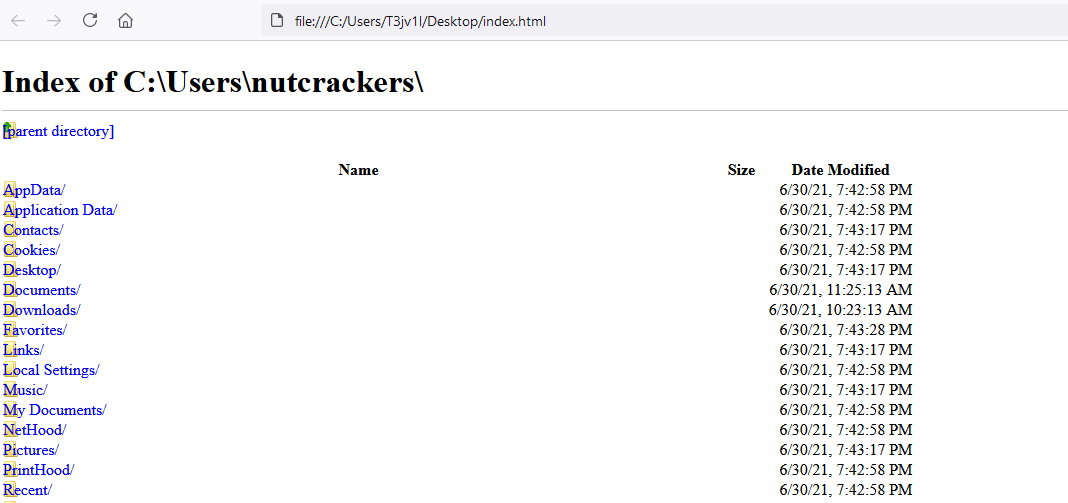 file:///C:/Users/T3jv1l/Desktop/index.html
Index of C:\Users\nutcrackers\
[parent directory]
Name Size Date Modified
AppData/ 6/30/21, 7:42:58 PM
Application Data/ 6/30/21, 7:42:58 PM
Contacts/ 6/30/21, 7:43:17 PM
Cookies/ 6/30/21, 7:42:58 PM
Desktop/ 6/30/21, 7:43:17 PM
Documents/ 6/30/21, 11:25:13 AM
Downloads/ 6/30/21, 10:23:13 AM
Favorites/ 6/30/21, 7:43:28 PM
Links/ 6/30/21, 7:43:17 PM
Local Settings/ 6/30/21, 7:42:58 PM
Music/ 6/30/21, 7:43:17 PM
My Documents/ 6/30/21, 7:42:58 PM
NetHood/ 6/30/21, 7:42:58 PM
Pictures/ 6/30/21, 7:43:17 PM
PrintHood/ 6/30/21, 7:42:58 PM
Recent/ 6/30/21, 7:42:58 PM